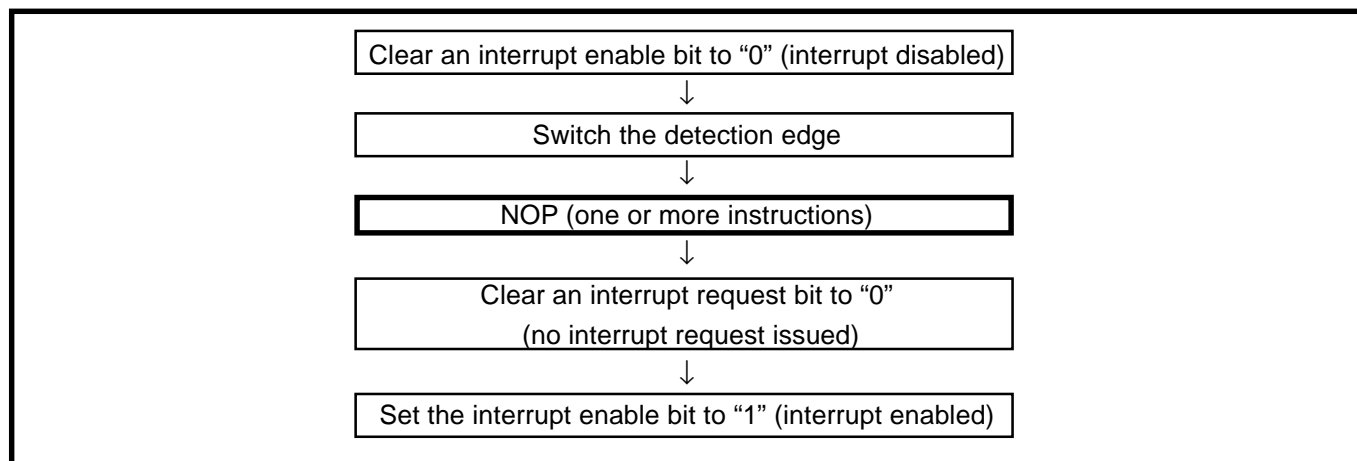 Clear an interrupt enable bit to “0” (interrupt disabled)
↓
Switch the detection edge
↓
NOP (one or more instructions)
↓
Clear an interrupt request bit to “0”
(no interrupt request issued)
↓
Set the interrupt enable bit to “1” (interrupt enabled)